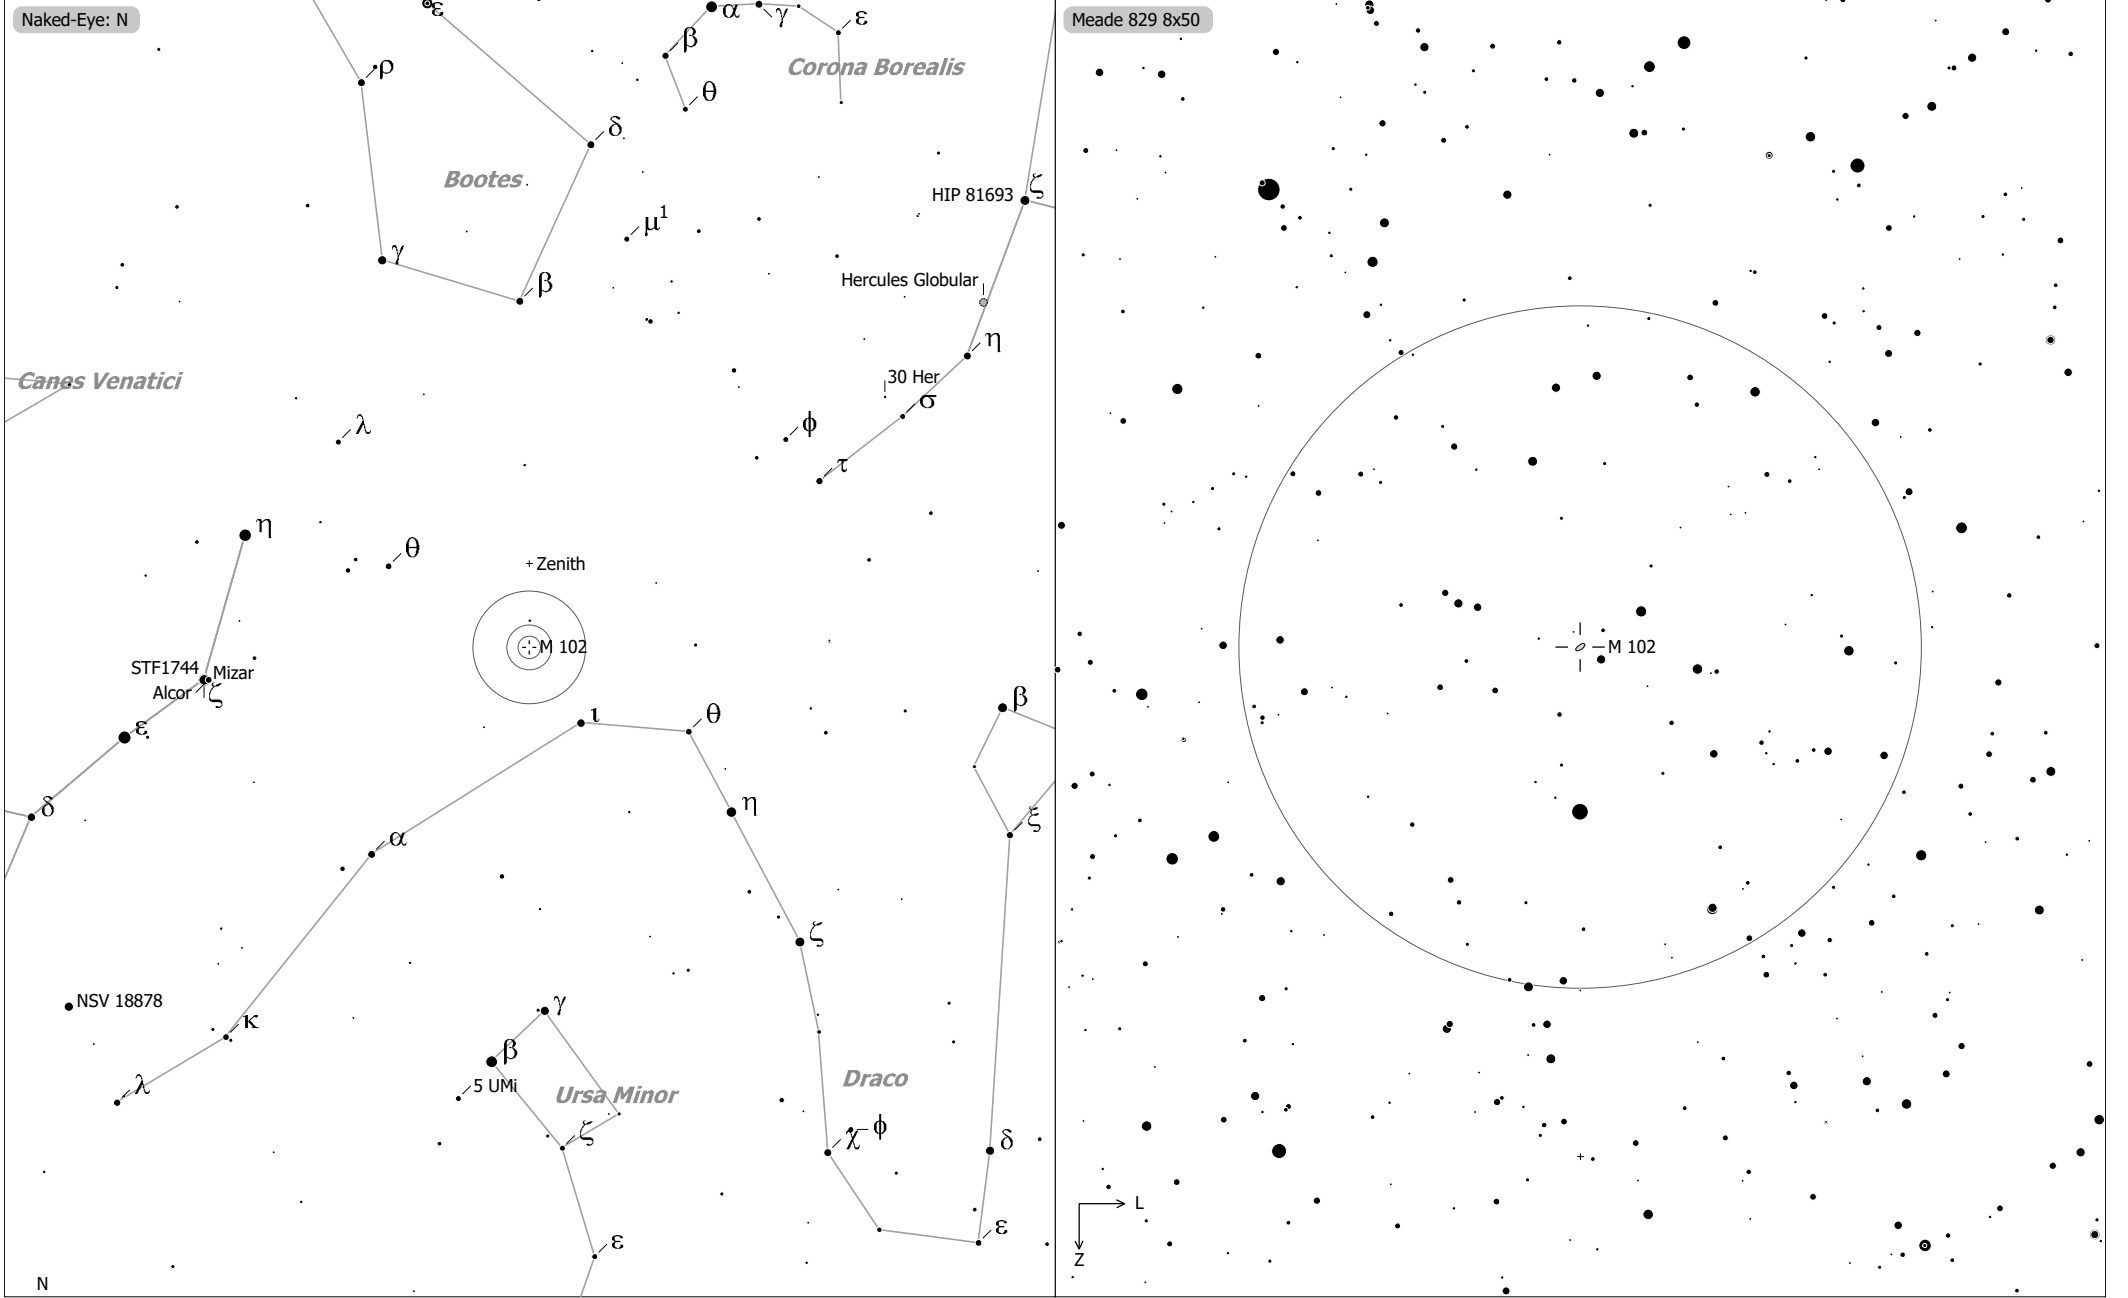 Naked-Eye: N
Meade 829 8x50
ε
α
γ
ε
β
ρ
Corona Borealis
θ
δ
Bootes
HIP 81693
ζ
μ1
γ
β
Hercules Globular
η
30 Her
Canes Venatici
σ
λ
φ
τ
η
θ
Zenith
M 102
M 102
STF1744
Mizar
Alcor
ζ
β
ι
θ
ε
δ
η
ξ
α
ζ
NSV 18878
γ
κ
β
5 UMi
Ursa Minor
Draco
λ
ζ
χ
φ
δ
L
ε
ε
Z
N